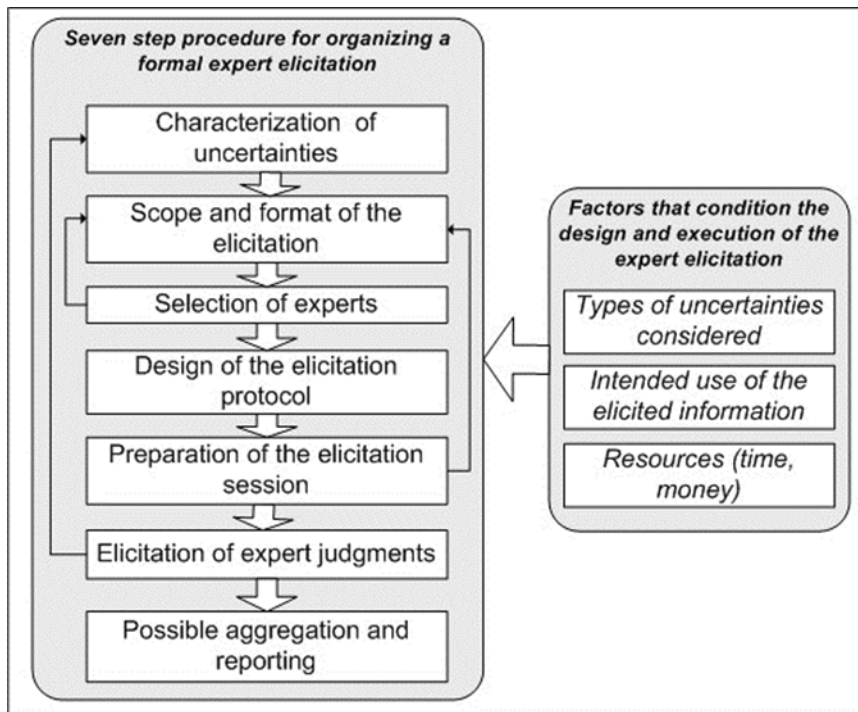 Seven step procedure for organizing a
formal expert elicitation
Characterization of
uncertainties
Scope and format of the
elicitation
Selection of experts
Design of the elicitation
protocol
Preparation of the elicitation
session
Elicitation of expert judgments
Possible aggregation and
reporting
Factors that condition the
design and execution of the
expert elicitation
Types of uncertainties
considered
Intended use of the
elicited information
Resources (time,
money)